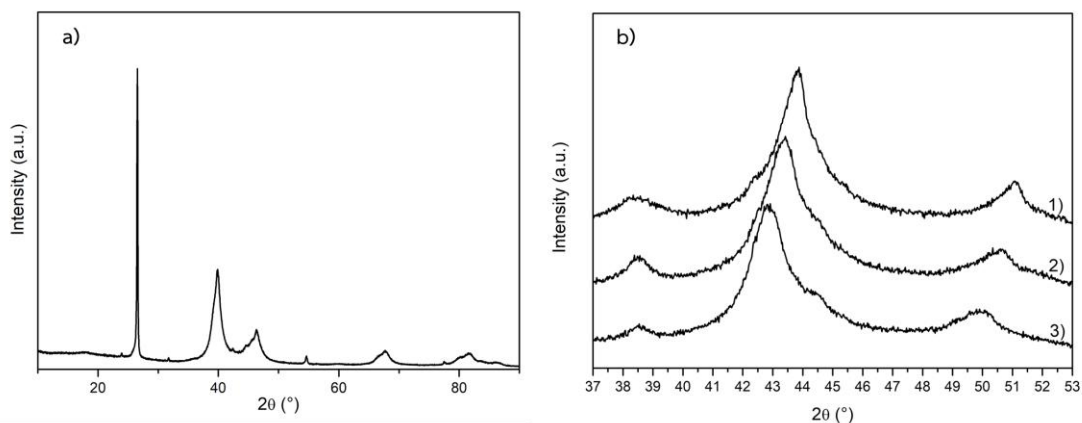 a)
Intensity (a.u.)
20 40 60 80
2θ (°)
b)
Intensity (a.u.)
1)
2)
3)
37 38 39 40 41 42 43 44 45 46 47 48 49 50 51 52 53
2θ (°)